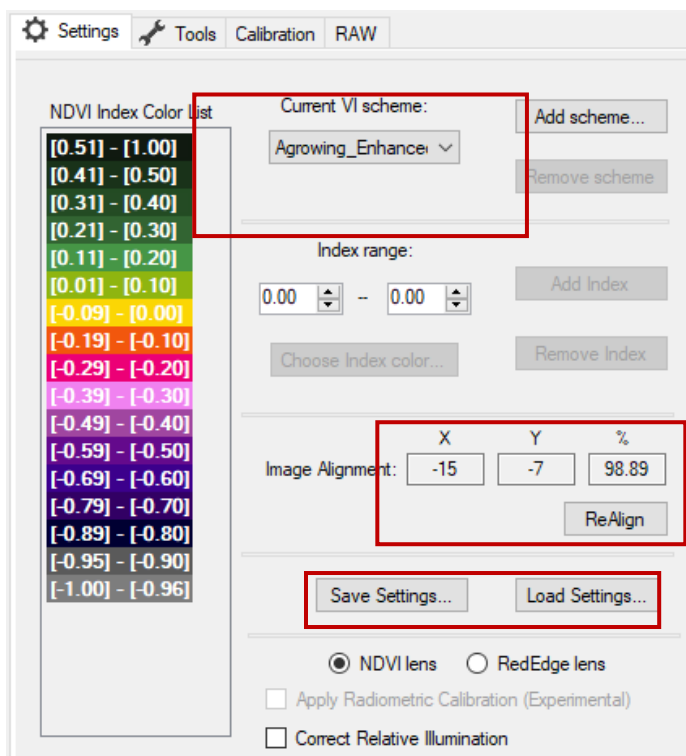 Settings Tools Calibration RAW
NDVI Index Color List
[0.51] - [1.00]
[0.41] - [0.50]
[0.31] - [0.40]
[0.21] - [0.30]
[0.11] - [0.20]
[0.01] - [0.10]
[-0.09] - [0.00]
[-0.19] - [-0.10]
[-0.29] - [-0.20]
[-0.39] - [-0.30]
[-0.49] - [-0.40]
[-0.59] - [-0.50]
[-0.69] - [-0.60]
[-0.79] - [-0.70]
[-0.89] - [-0.80]
[-0.95] - [-0.90]
[-1.00] - [-0.96]
Current VI scheme:
Agrowing_Enhance
Add scheme...
Remove scheme
Index range:
0.00 -- 0.00
Add Index
Choose Index color...
Remove Index
X Y %
Image Alignment: -15 -7 98.89
ReAlign
Save Settings... Load Settings...
NDVI lens RedEdge lens
Apply Radiometric Calibration (Experimental)
Correct Relative Illumination